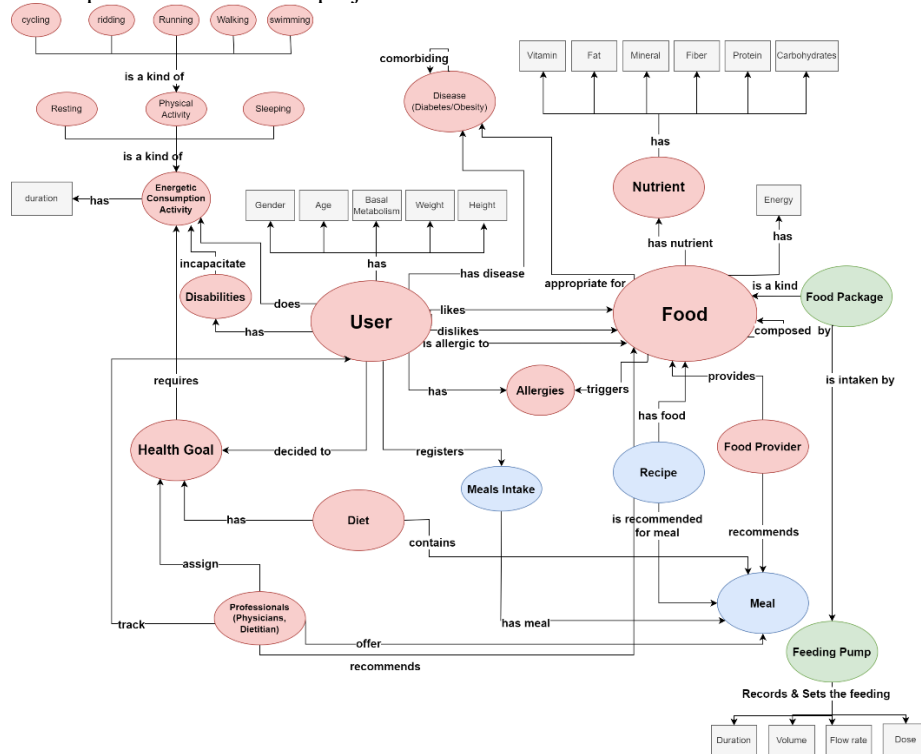 cycling
ridding
Running
Walking
swimming
is a kind of
Resting
Physical
Activity
Sleeping
is a kind of
duration
has
Energetic
Consumption
Activity
incapacitate
Disabilities
does
has
requires
comorbiding
Disease
(Diabetes/Obesity)
Gender
Age
Basal
Metabolism
Weight
Height
has
has disease
User
likes
dislikes
is allergic to
has
Allergies
triggers
Vitamin
Fat
Mineral
Fiber
Protein
Carbohydrates
has
Nutrient
has nutrient
Energy
has
appropriate for
Food
is a kind
Food Package
composed by
provides
is intaken by
has food
Food Provider
Health Goal
decided to
registers
Meals Intake
Recipe
is recommended
for meal
recommends
Diet
has
contains
assign
Professionals
(Physicians,
Dietitian)
track
offer
recommends
has meal
Meal
Feeding Pump
Records & Sets the feeding
Duration
Volume
Flow rate
Dose